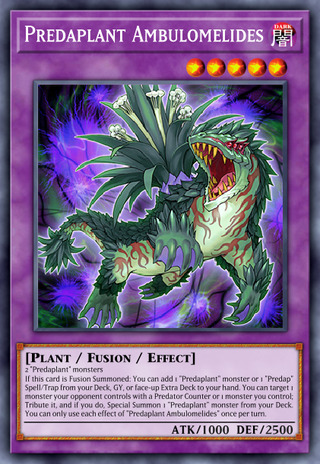 PREDAPLANT AMBULOMELIDES
DARK
闇
[PLANT / FUSION / EFFECT]
2 "Predaplant" monsters
If this card is Fusion Summoned: You can add 1 "Predaplant" monster or 1 "Predap"
Spell/Trap from your Deck, GY, or face-up Extra Deck to your hand. You can target 1
monster your opponent controls with a Predator Counter or 1 monster you control;
Tribute it, and if you do, Special Summon 1 "Predaplant" monster from your Deck.
You can only use each effect of "Predaplant Ambulomelides" once per turn.
ATK/1000 DEF/2500